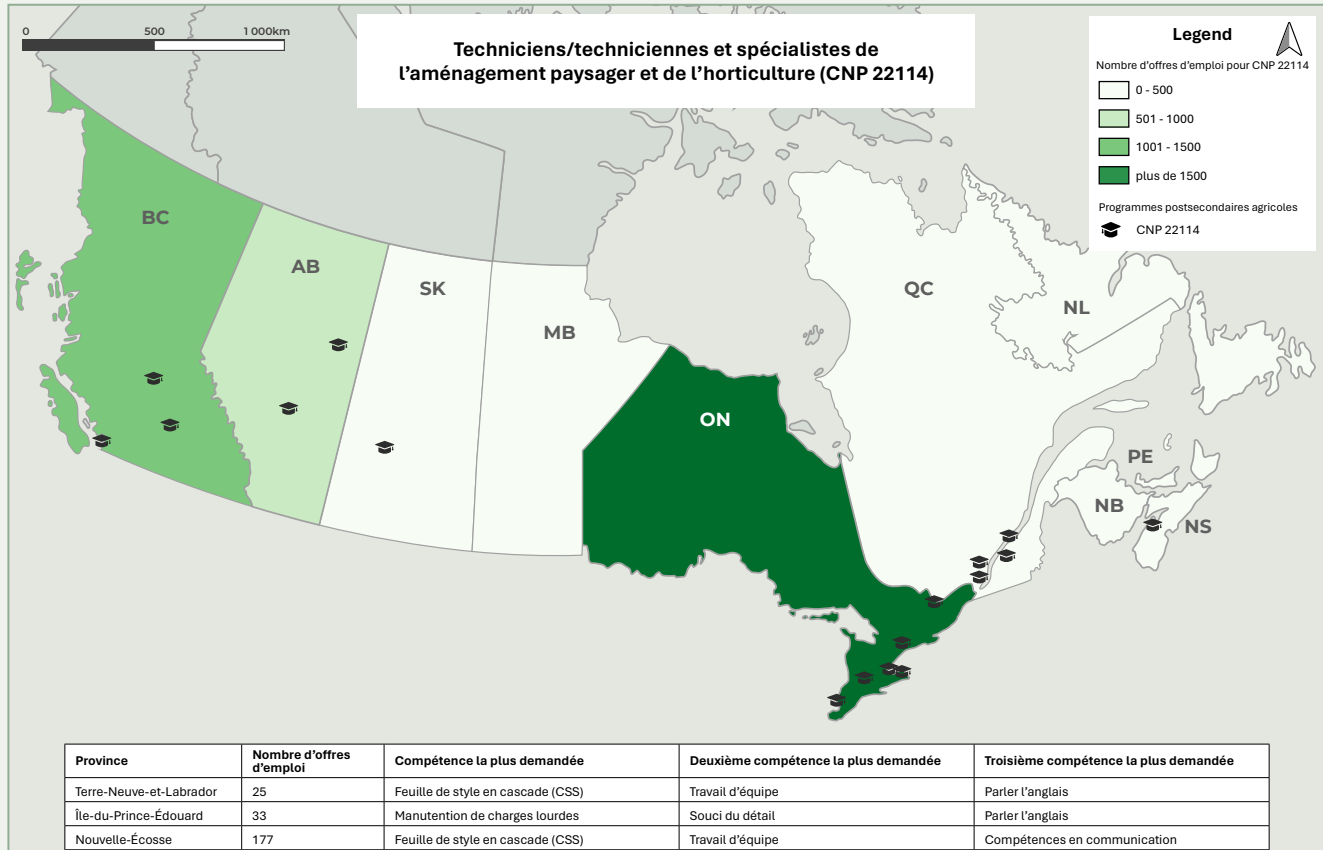 0 500 1 000km
Techniciens/techniciennes et spécialistes de
l'aménagement paysager et de l'horticulture (CNP 22114)
Legend
Nombre d'offres d'emploi pour CNP 22114
0 - 500
501 - 1000
1001 - 1500
plus de 1500
Programmes postsecondaires agricoles
CNP 22114
BC
AB
SK
MB
ON
QC
NL
PE
NB
NS
Province Nombre d'offres d'emploi Compétence la plus demandée Deuxième compétence la plus demandée Troisième compétence la plus demandée
Terre-Neuve-et-Labrador 25 Feuille de style en cascade (CSS) Travail d'équipe Parler l'anglais
Île-du-Prince-Édouard 33 Manutention de charges lourdes Souci du détail Parler l'anglais
Nouvelle-Écosse 177 Feuille de style en cascade (CSS) Travail d'équipe Compétences en communication